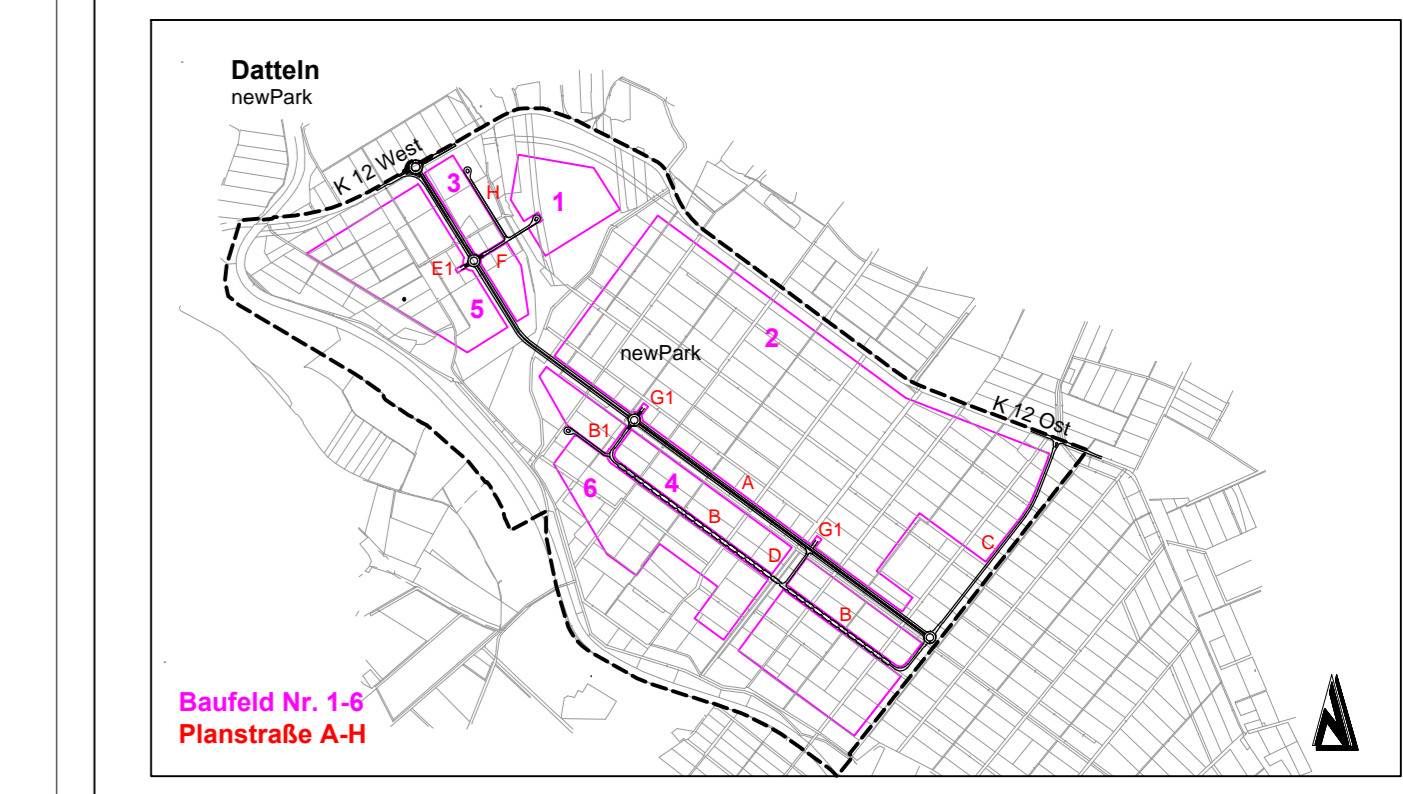 Datteln
newPark
K 12 West
3
H
1
E1
F
5
2
newPark
G1
K 12 Ost
B1
4
A
6
B
G1
D
C
B
Baufeld Nr. 1-6
Planstraße A-H
N